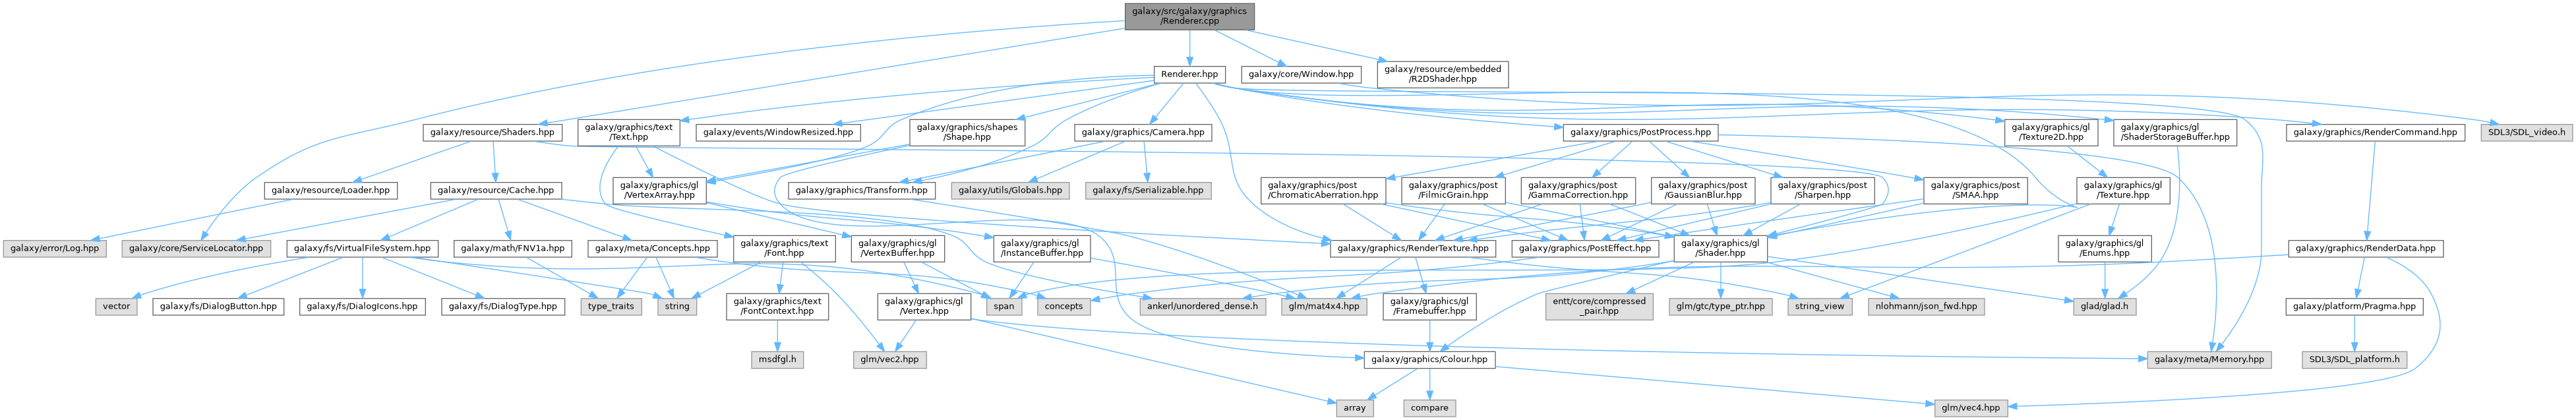 galaxy/src/galaxy/graphics
/Renderer.cpp
Renderer.hpp
galaxy/core/Window.hpp
galaxy/resource/embedded
/R2DShader.hpp
galaxy/resource/Shaders.hpp
galaxy/graphics/text
/Text.hpp
galaxy/events/WindowResized.hpp
galaxy/graphics/shapes
/Shape.hpp
galaxy/graphics/Camera.hpp
galaxy/graphics/PostProcess.hpp
galaxy/graphics/gl
/Texture2D.hpp
galaxy/graphics/gl
/ShaderStorageBuffer.hpp
galaxy/graphics/RenderCommand.hpp
SDL3/SDL_video.h
galaxy/resource/Loader.hpp
galaxy/resource/Cache.hpp
galaxy/graphics/gl
/VertexArray.hpp
galaxy/graphics/Transform.hpp
galaxy/utils/Globals.hpp
galaxy/fs/Serializable.hpp
galaxy/graphics/post
/ChromaticAberration.hpp
galaxy/graphics/post
/FilmicGrain.hpp
galaxy/graphics/post
/GammaCorrection.hpp
galaxy/graphics/post
/GaussianBlur.hpp
galaxy/graphics/post
/Sharpen.hpp
galaxy/graphics/post
/SMAA.hpp
galaxy/graphics/gl
/Texture.hpp
galaxy/error/Log.hpp
galaxy/core/ServiceLocator.hpp
galaxy/fs/VirtualFileSystem.hpp
galaxy/math/FNV1a.hpp
galaxy/meta/Concepts.hpp
galaxy/graphics/text
/Font.hpp
galaxy/graphics/gl
/VertexBuffer.hpp
galaxy/graphics/gl
/InstanceBuffer.hpp
galaxy/graphics/RenderTexture.hpp
galaxy/graphics/PostEffect.hpp
galaxy/graphics/gl
/Shader.hpp
galaxy/graphics/gl
/Enums.hpp
galaxy/graphics/RenderData.hpp
vector
galaxy/fs/DialogButton.hpp
galaxy/fs/DialogIcons.hpp
galaxy/fs/DialogType.hpp
type_traits
string
galaxy/graphics/text
/FontContext.hpp
galaxy/graphics/gl
/Vertex.hpp
span
concepts
ankerl/unordered_dense.h
glm/mat4x4.hpp
galaxy/graphics/gl
/Framebuffer.hpp
entt/core/compressed
_pair.hpp
glm/gtc/type_ptr.hpp
string_view
nlohmann/json_fwd.hpp
glad/glad.h
galaxy/platform/Pragma.hpp
msdfgl.h
glm/vec2.hpp
galaxy/graphics/Colour.hpp
galaxy/meta/Memory.hpp
SDL3/SDL_platform.h
array
compare
glm/vec4.hpp